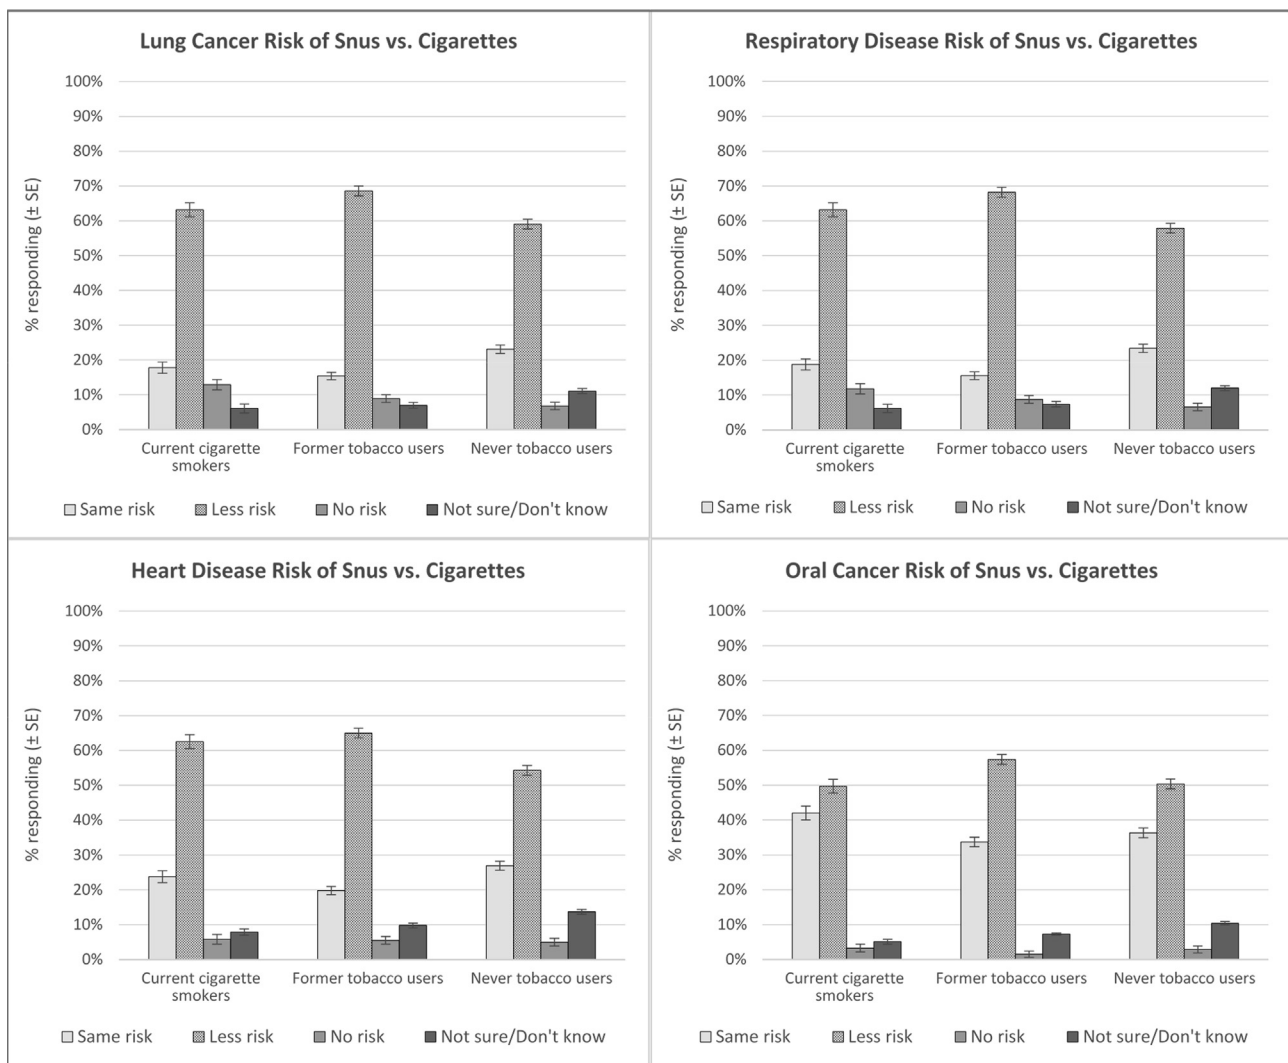 Lung Cancer Risk of Snus vs. Cigarettes
% responding (± SE)
100%
90%
80%
70%
60%
50%
40%
30%
20%
10%
0%
Current cigarette smokers
Former tobacco users
Never tobacco users
Same risk
Less risk
No risk
Not sure/Don't know
Respiratory Disease Risk of Snus vs. Cigarettes
% responding (± SE)
100%
90%
80%
70%
60%
50%
40%
30%
20%
10%
0%
Current cigarette smokers
Former tobacco users
Never tobacco users
Same risk
Less risk
No risk
Not sure/Don't know
Heart Disease Risk of Snus vs. Cigarettes
% responding (± SE)
100%
90%
80%
70%
60%
50%
40%
30%
20%
10%
0%
Current cigarette smokers
Former tobacco users
Never tobacco users
Same risk
Less risk
No risk
Not sure/Don't know
Oral Cancer Risk of Snus vs. Cigarettes
% responding (± SE)
100%
90%
80%
70%
60%
50%
40%
30%
20%
10%
0%
Current cigarette smokers
Former tobacco users
Never tobacco users
Same risk
Less risk
No risk
Not sure/Don't know